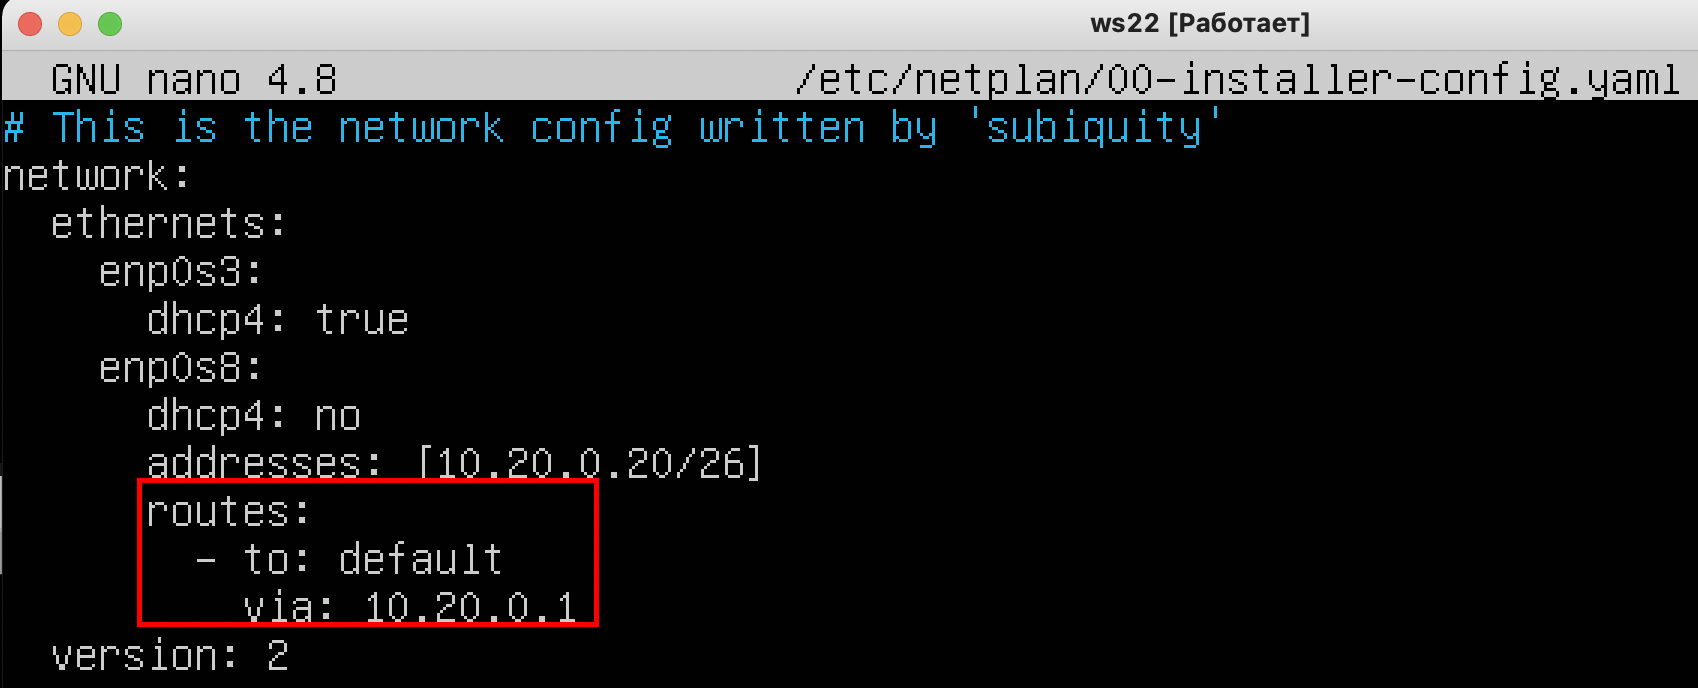 ws22 [Работает]
GNU nano 4.8 /etc/netplan/00-installer-config.yaml
# This is the network config written by 'subiquity'
network:
  ethernets:
    enp0s3:
      dhcp4: true
    enp0s8:
      dhcp4: no
      addresses: [10.20.0.20/26]
      routes:
        - to: default
          via: 10.20.0.1
  version: 2